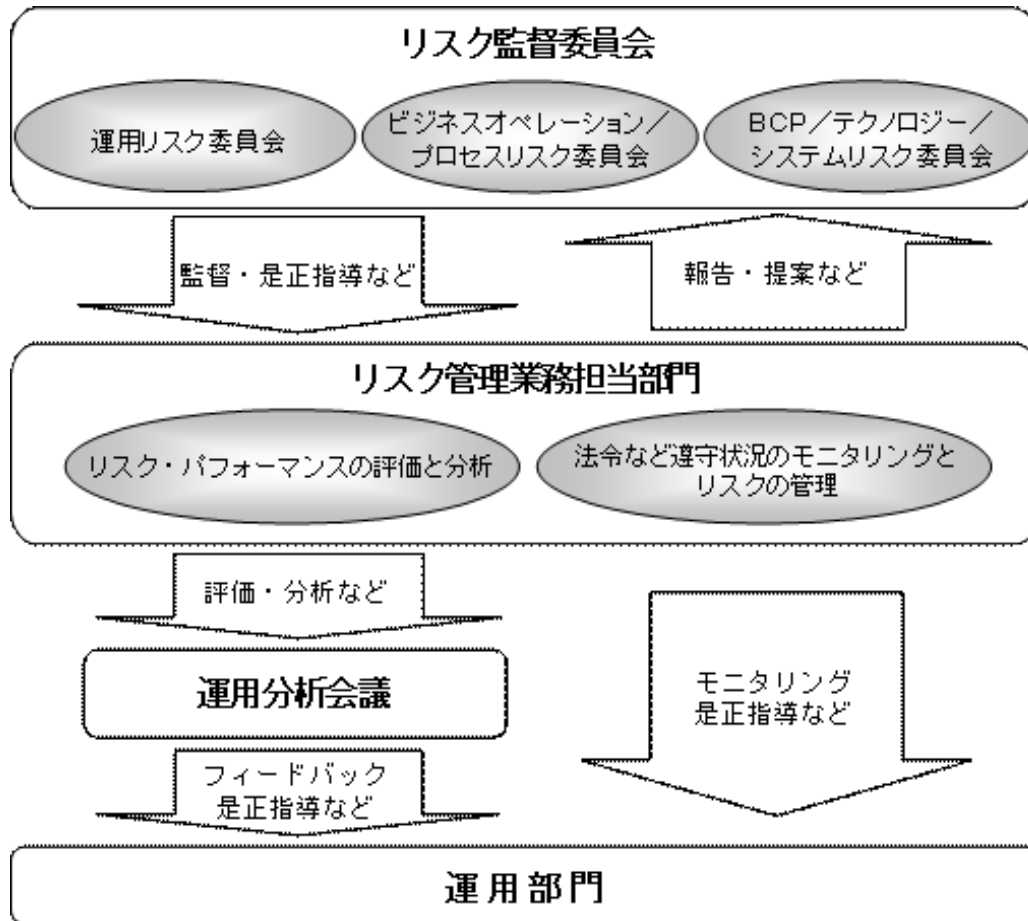 リスク監督委員会
運用リスク委員会
ビジネスオペレーション／
プロセスリスク委員会
BCP／テクノロジー／
システムリスク委員会
監督・是正指導など
報告・提案など
リスク管理業務担当部門
リスク・パフォーマンスの評価と分析
法令など遵守状況のモニタリングと
リスクの管理
評価・分析など
運用分析会議
モニタリング
是正指導など
フィードバック
是正指導など
運用部門